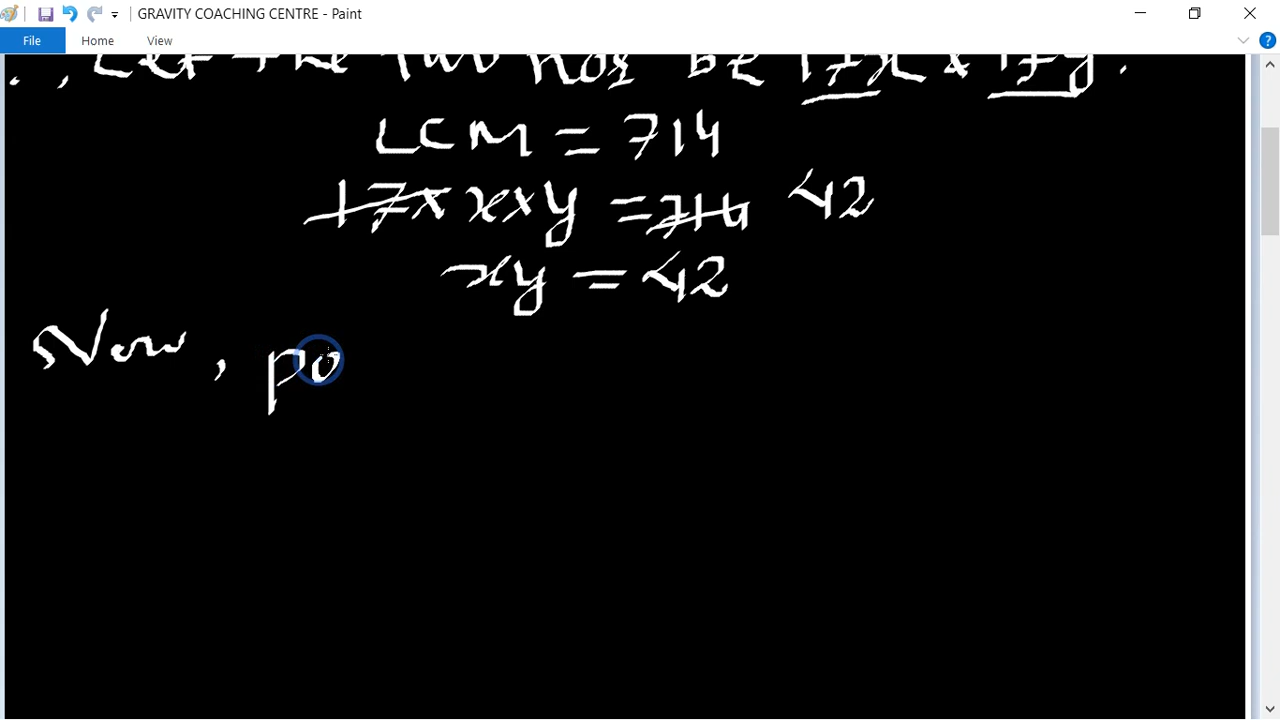 GRAVITY COACHING CENTRE - Paint
File Home View
∴, Let the two nos be 17x & 17y.
LCM = 714
17 × x × y = 714 42
xy = 42
Now, po